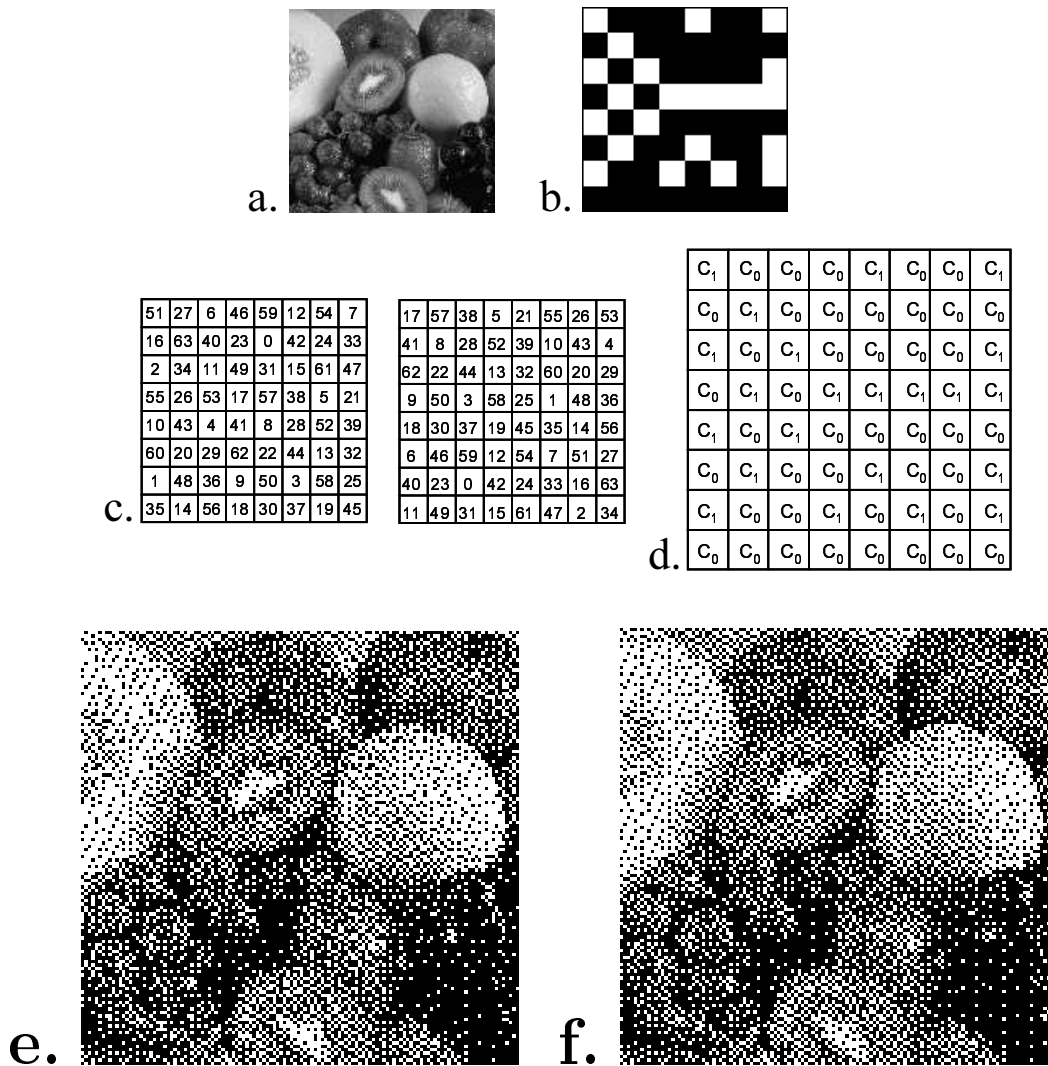 a. b.
51 27 6 46 59 12 54 7
16 63 40 23 0 42 24 33
2 34 11 49 31 15 61 47
55 26 53 17 57 38 5 21
10 43 4 41 8 28 52 39
60 20 29 62 22 44 13 32
1 48 36 9 50 3 58 25
35 14 56 18 30 37 19 45
c.
17 57 38 5 21 55 26 53
41 8 28 52 39 10 43 4
62 22 44 13 32 60 20 29
9 50 3 58 25 1 48 36
18 30 37 19 45 35 14 56
6 46 59 12 54 7 51 27
40 23 0 42 24 33 16 63
11 49 31 15 61 47 2 34
C₁ C₀ C₀ C₀ C₁ C₀ C₀ C₁
C₀ C₁ C₀ C₀ C₀ C₀ C₀ C₀
C₁ C₀ C₁ C₀ C₀ C₀ C₀ C₁
C₀ C₁ C₀ C₁ C₁ C₁ C₁ C₁
C₁ C₀ C₁ C₀ C₀ C₀ C₀ C₀
C₀ C₁ C₀ C₀ C₁ C₀ C₀ C₁
C₁ C₀ C₀ C₁ C₀ C₁ C₀ C₁
C₀ C₀ C₀ C₀ C₀ C₀ C₀ C₀
d.
e. f.